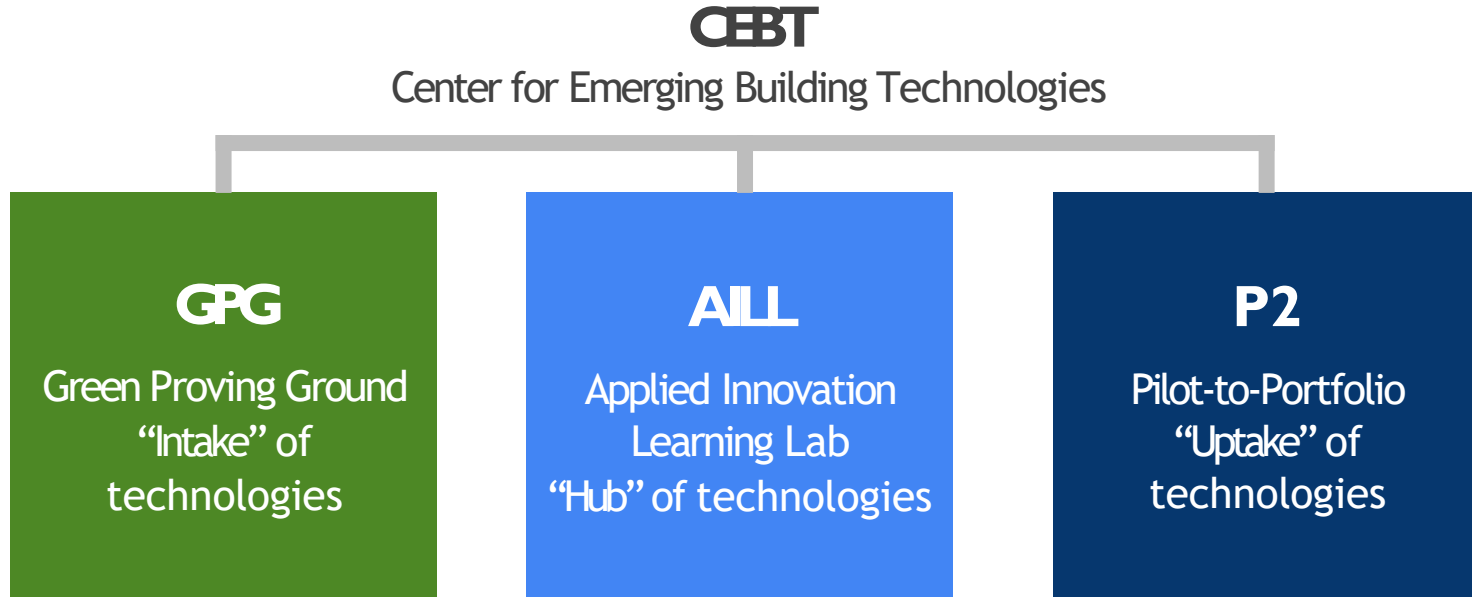 CEBT
Center for Emerging Building Technologies
GPG
Green Proving Ground
“Intake” of
technologies
AILL
Applied Innovation
Learning Lab
“Hub” of technologies
P2
Pilot-to-Portfolio
“Uptake” of
technologies